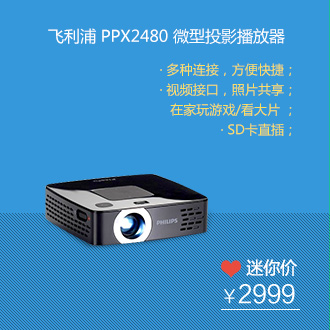 飞利浦 PPX2480 微型投影播放器
· 多种连接，方便快捷；
· 视频接口，照片共享；
在家玩游戏/看大片 ；
· SD卡直插；
PHILIPS
迷你价
￥2999